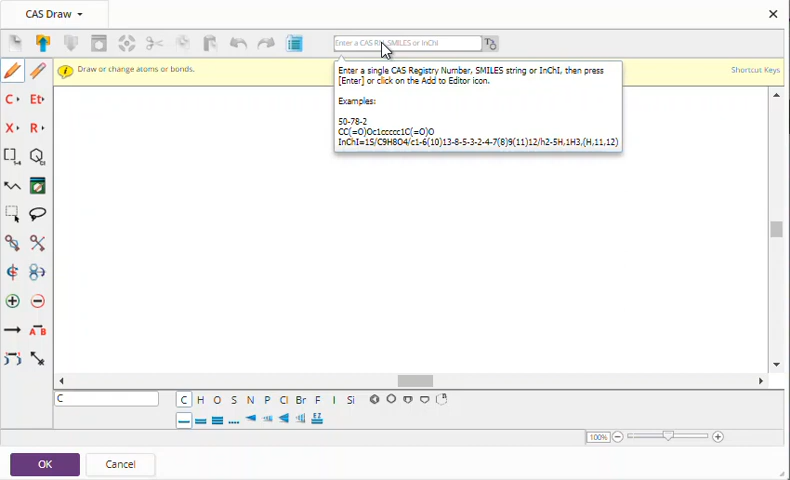 CAS Draw
Enter a CAS RN, SMILES or InChI
Draw or change atoms or bonds.
Shortcut Keys
Enter a single CAS Registry Number, SMILES string or InChI, then press
[Enter] or click on the Add to Editor icon.
Examples:
50-78-2
CC(=O)Oc1ccccc1C(=O)O
InChI=1S/C9H8O4/c1-6(10)13-8-5-3-2-4-7(8)9(11)12/h2-5H,1H3,(H,11,12)
C Et
X R
A B
C
C H O S N P Cl Br F I Si
EZ
100%
OK
Cancel